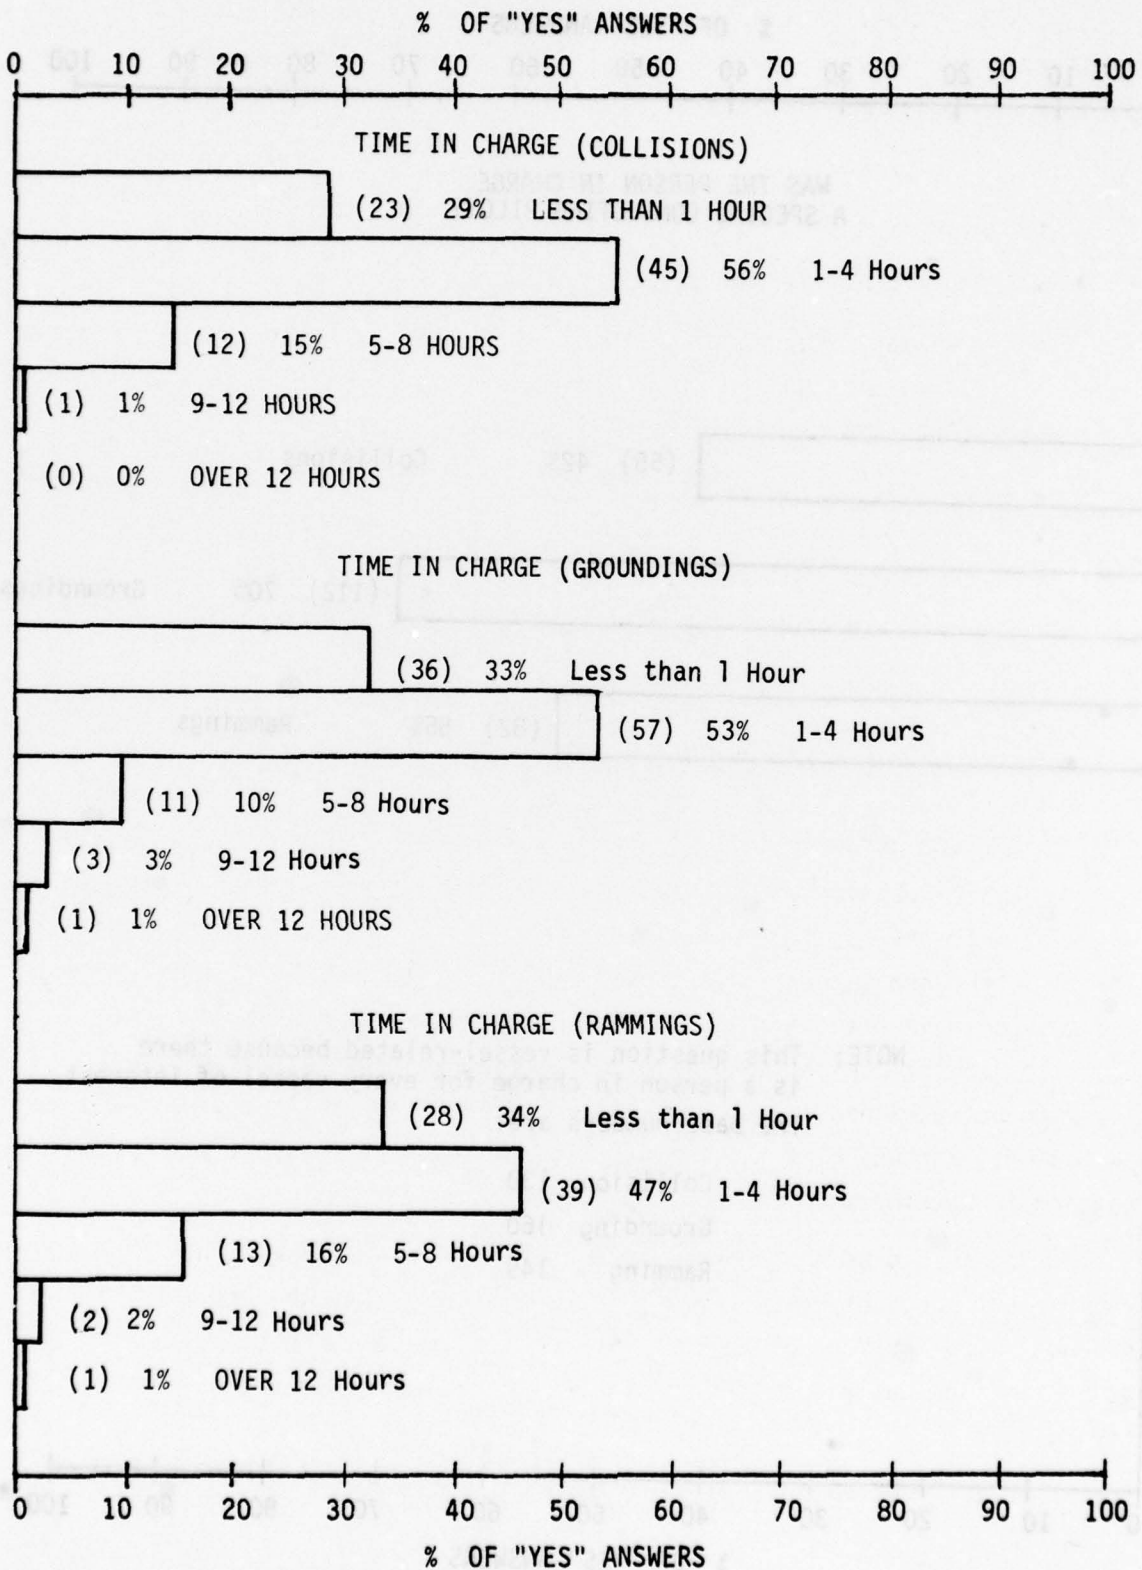 % OF "YES" ANSWERS
0 10 20 30 40 50 60 70 80 90 100
TIME IN CHARGE (COLLISIONS)
(23) 29% LESS THAN 1 HOUR
(45) 56% 1-4 Hours
(12) 15% 5-8 HOURS
(1) 1% 9-12 HOURS
(0) 0% OVER 12 HOURS
TIME IN CHARGE (GROUNDINGS)
(36) 33% Less than 1 Hour
(57) 53% 1-4 Hours
(11) 10% 5-8 Hours
(3) 3% 9-12 Hours
(1) 1% OVER 12 HOURS
TIME IN CHARGE (RAMMINGS)
(28) 34% Less than 1 Hour
(39) 47% 1-4 Hours
(13) 16% 5-8 Hours
(2) 2% 9-12 Hours
(1) 1% OVER 12 Hours
0 10 20 30 40 50 60 70 80 90 100
% OF "YES" ANSWERS